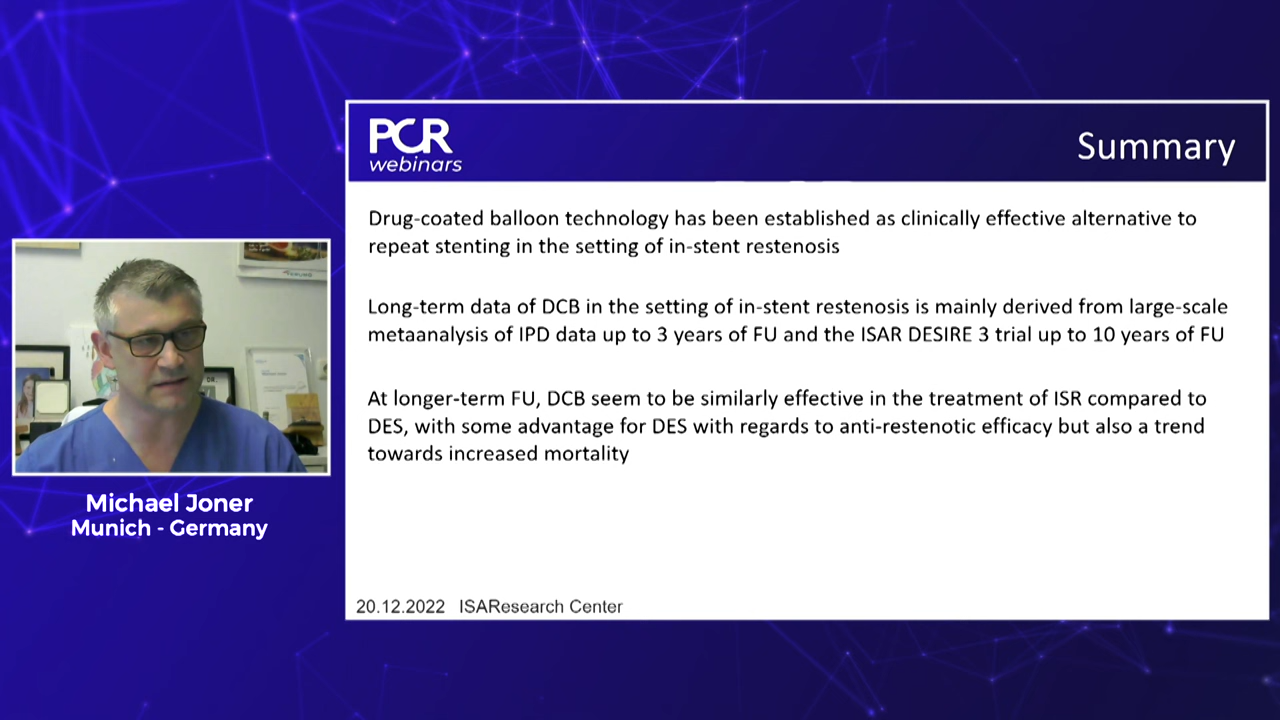 PCR
webinars
Summary
Drug-coated balloon technology has been established as clinically effective alternative to
repeat stenting in the setting of in-stent restenosis
Long-term data of DCB in the setting of in-stent restenosis is mainly derived from large-scale
metaanalysis of IPD data up to 3 years of FU and the ISAR DESIRE 3 trial up to 10 years of FU
At longer-term FU, DCB seem to be similarly effective in the treatment of ISR compared to
DES, with some advantage for DES with regards to anti-restenotic efficacy but also a trend
towards increased mortality
20.12.2022 ISAResearch Center
DR.
Michael Joner
Munich - Germany